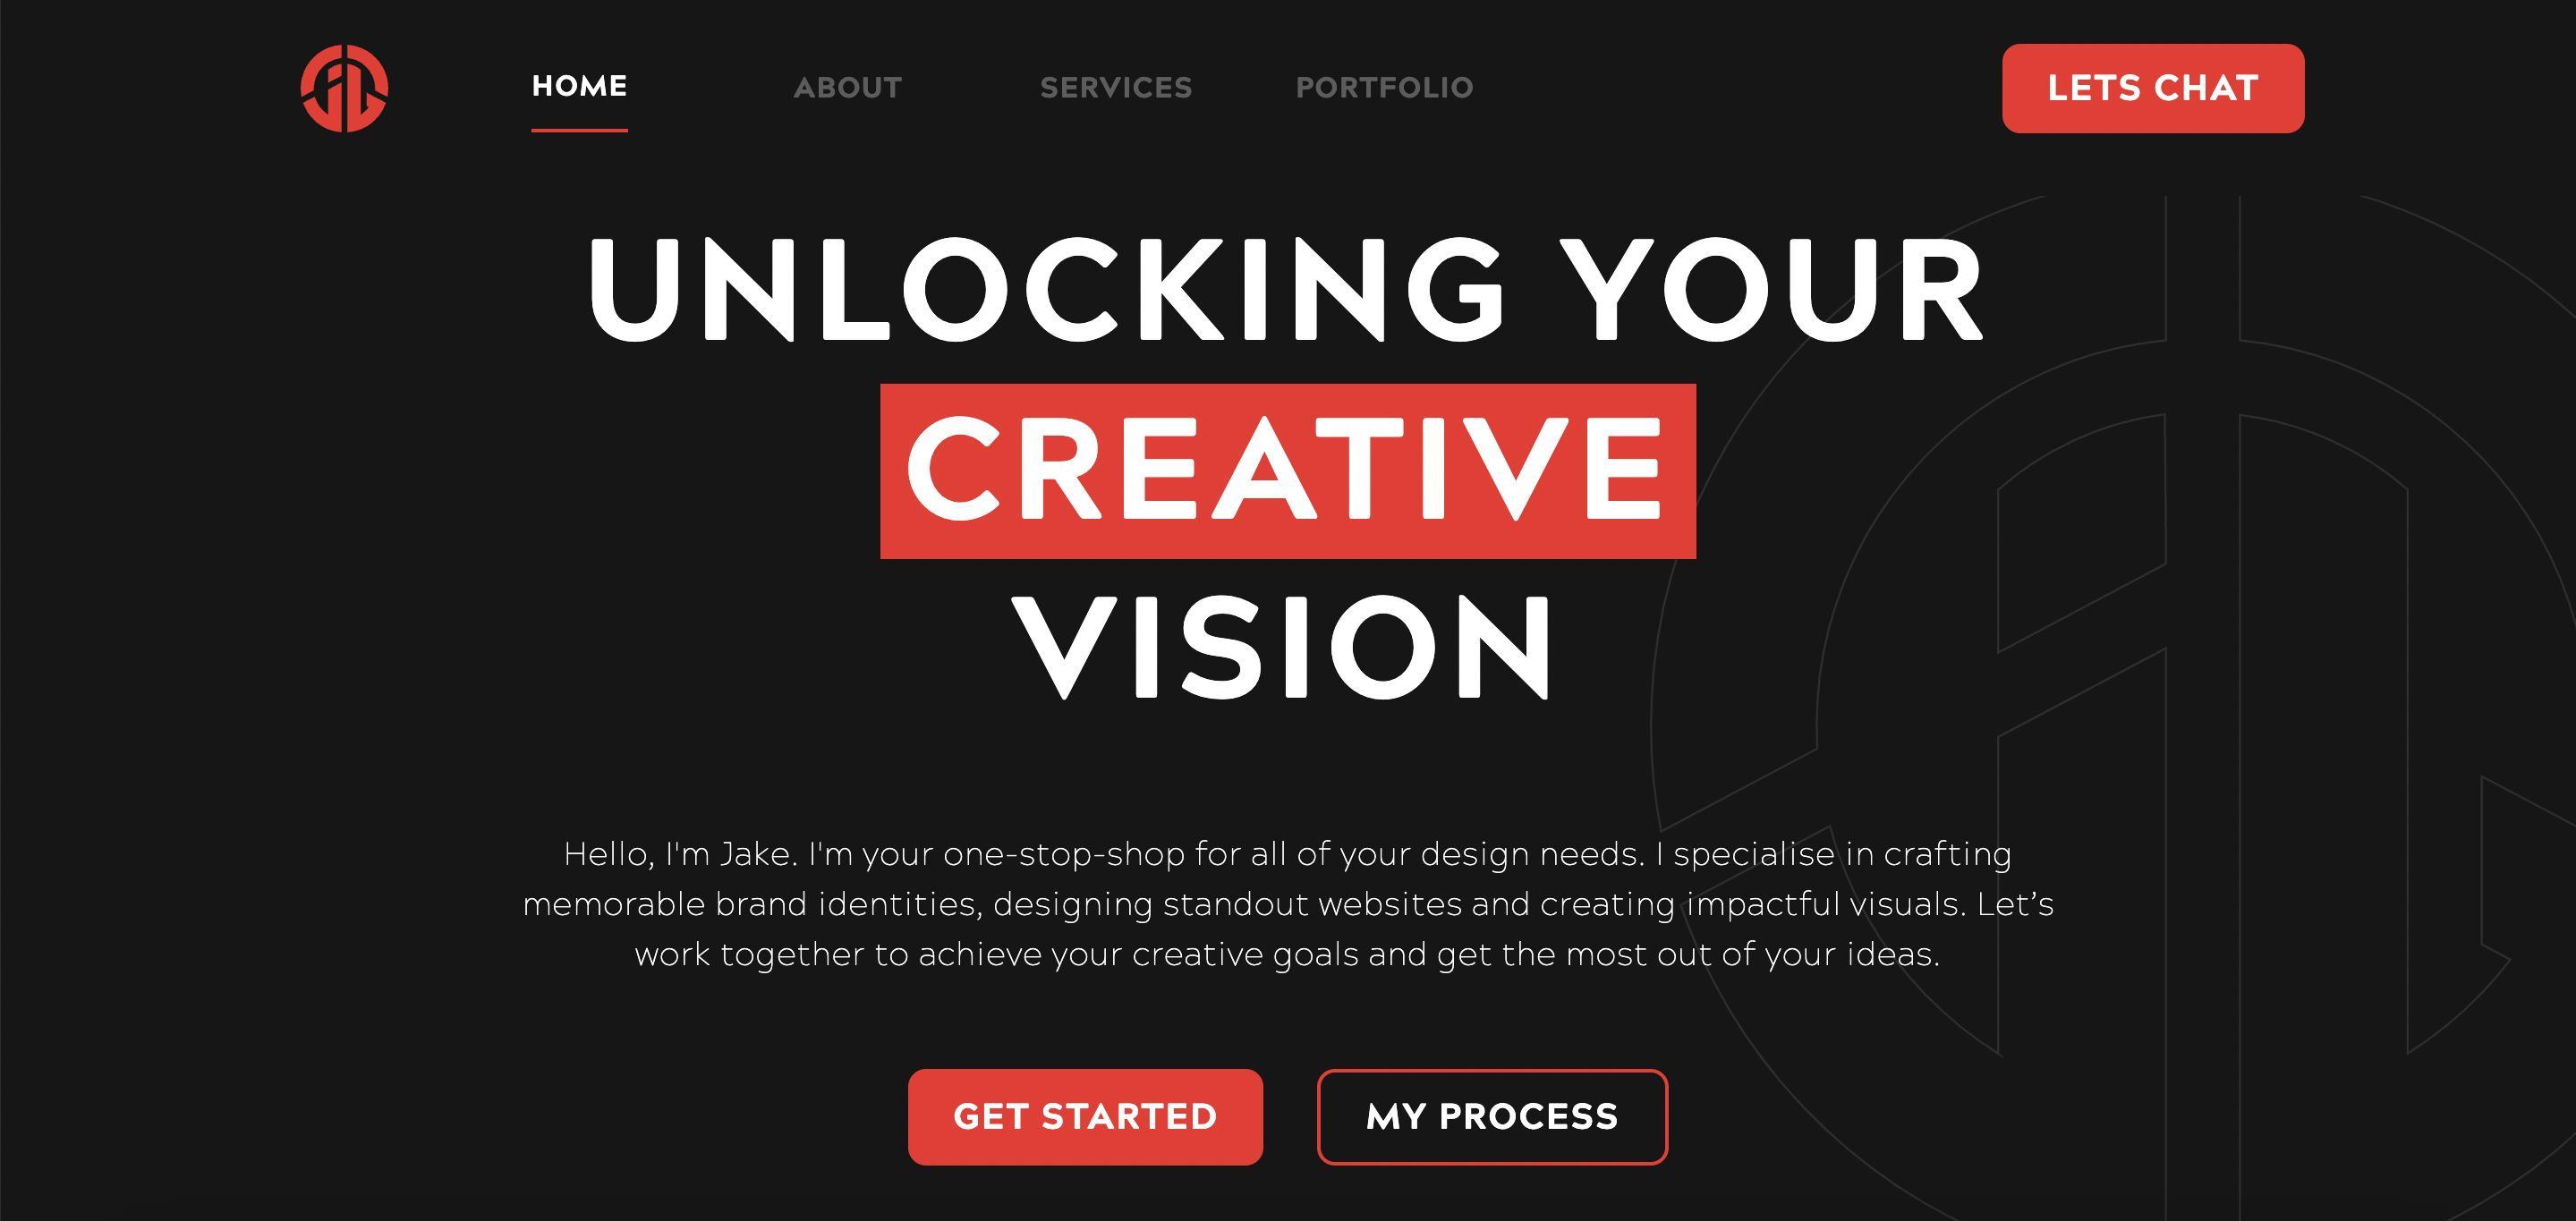 HOME
ABOUT
SERVICES
PORTFOLIO
LETS CHAT
UNLOCKING YOUR
CREATIVE
VISION
Hello, I'm Jake. I'm your one-stop-shop for all of your design needs. I specialise in crafting
memorable brand identities, designing standout websites and creating impactful visuals. Let’s
work together to achieve your creative goals and get the most out of your ideas.
GET STARTED
MY PROCESS